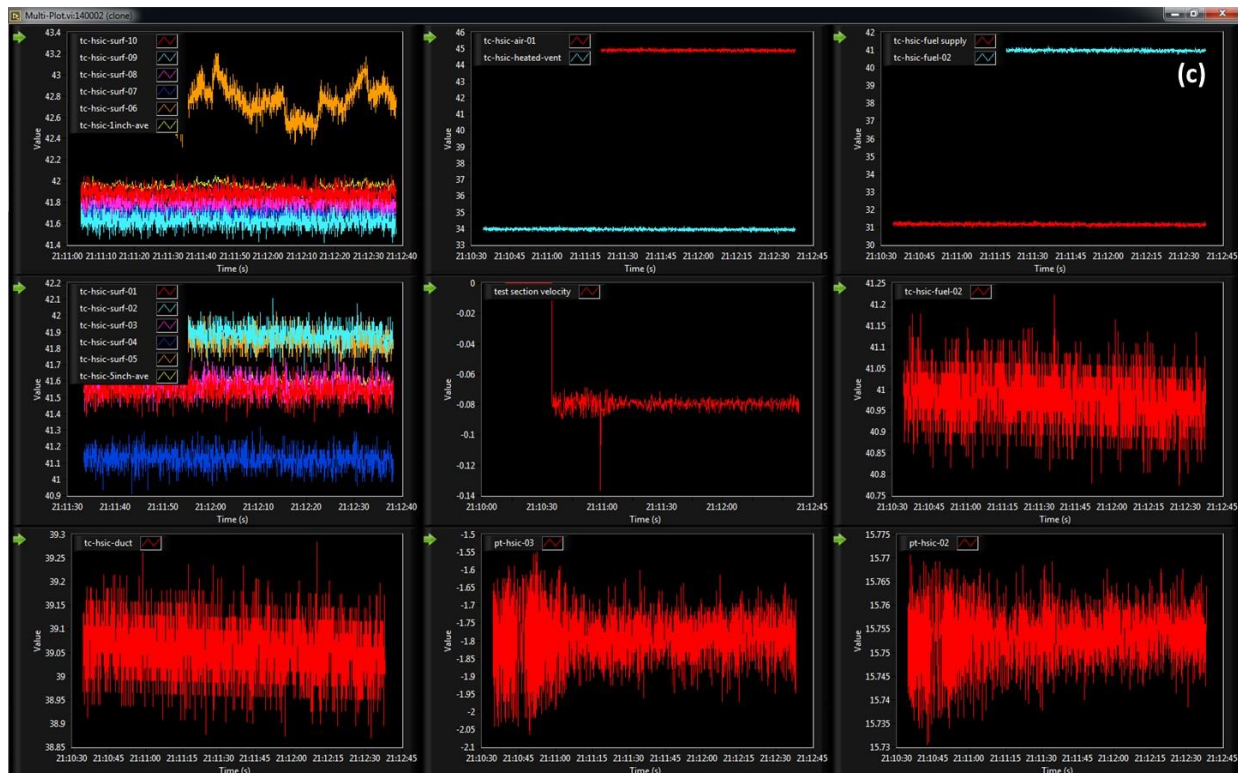 Multi-Plot.vi:140002 (clone)
43.4
43.2
43
42.8
42.6
42.4
42.2
42
41.8
41.6
41.4
Value
tc-hsic-surf-10
tc-hsic-surf-09
tc-hsic-surf-08
tc-hsic-surf-07
tc-hsic-surf-06
tc-hsic-1inch-ave
21:11:00 21:11:10 21:11:20 21:11:30 21:11:40 21:11:50 21:12:00 21:12:10 21:12:20 21:12:40
Time (s)
46
45
44
43
42
41
40
39
38
37
36
35
34
33
Value
tc-hsic-air-01
tc-hsic-heated-vent
21:10:30 21:10:45 21:11:00 21:11:15 21:11:30 21:11:45 21:12:00 21:12:15 21:12:45
Time (s)
42
41
40
39
38
37
36
35
34
33
32
31
30
Value
tc-hsic-fuel supply
tc-hsic-fuel-02
(c)
21:10:30 21:10:45 21:11:00 21:11:15 21:11:30 21:11:45 21:12:00 21:12:15 21:12:45
Time (s)
42.2
42.1
42
41.9
41.8
41.7
41.6
41.5
41.4
41.3
41.2
41.1
41
40.9
Value
tc-hsic-surf-01
tc-hsic-surf-02
tc-hsic-surf-03
tc-hsic-surf-04
tc-hsic-surf-05
tc-hsic-5inch-ave
21:11:30 21:11:40 21:11:50 21:12:00 21:12:10 21:12:20 21:12:30 21:12:40
Time (s)
0
-0.02
-0.04
-0.06
-0.08
-0.1
-0.12
-0.14
Value
test section velocity
21:10:00 21:10:30 21:11:00 21:11:30 21:12:00 21:12:45
Time (s)
41.25
41.2
41.15
41.1
41.05
41
40.95
40.9
40.85
40.8
40.75
Value
tc-hsic-fuel-02
21:10:30 21:10:45 21:11:00 21:11:15 21:11:30 21:11:45 21:12:00 21:12:15 21:12:45
Time (s)
39.3
39.25
39.2
39.15
39.1
39.05
39
38.95
38.9
38.85
Value
tc-hsic-duct
21:10:30 21:10:45 21:11:00 21:11:15 21:11:30 21:11:45 21:12:00 21:12:15 21:12:45
Time (s)
-1.5
-1.55
-1.6
-1.65
-1.7
-1.75
-1.8
-1.85
-1.9
-1.95
-2
-2.05
-2.1
Value
pt-hsic-03
21:10:30 21:10:45 21:11:00 21:11:15 21:11:30 21:11:45 21:12:00 21:12:15 21:12:45
Time (s)
15.775
15.77
15.765
15.76
15.755
15.75
15.745
15.74
15.735
15.73
Value
pt-hsic-02
21:10:30 21:10:45 21:11:00 21:11:15 21:11:30 21:11:45 21:12:00 21:12:15 21:12:45
Time (s)